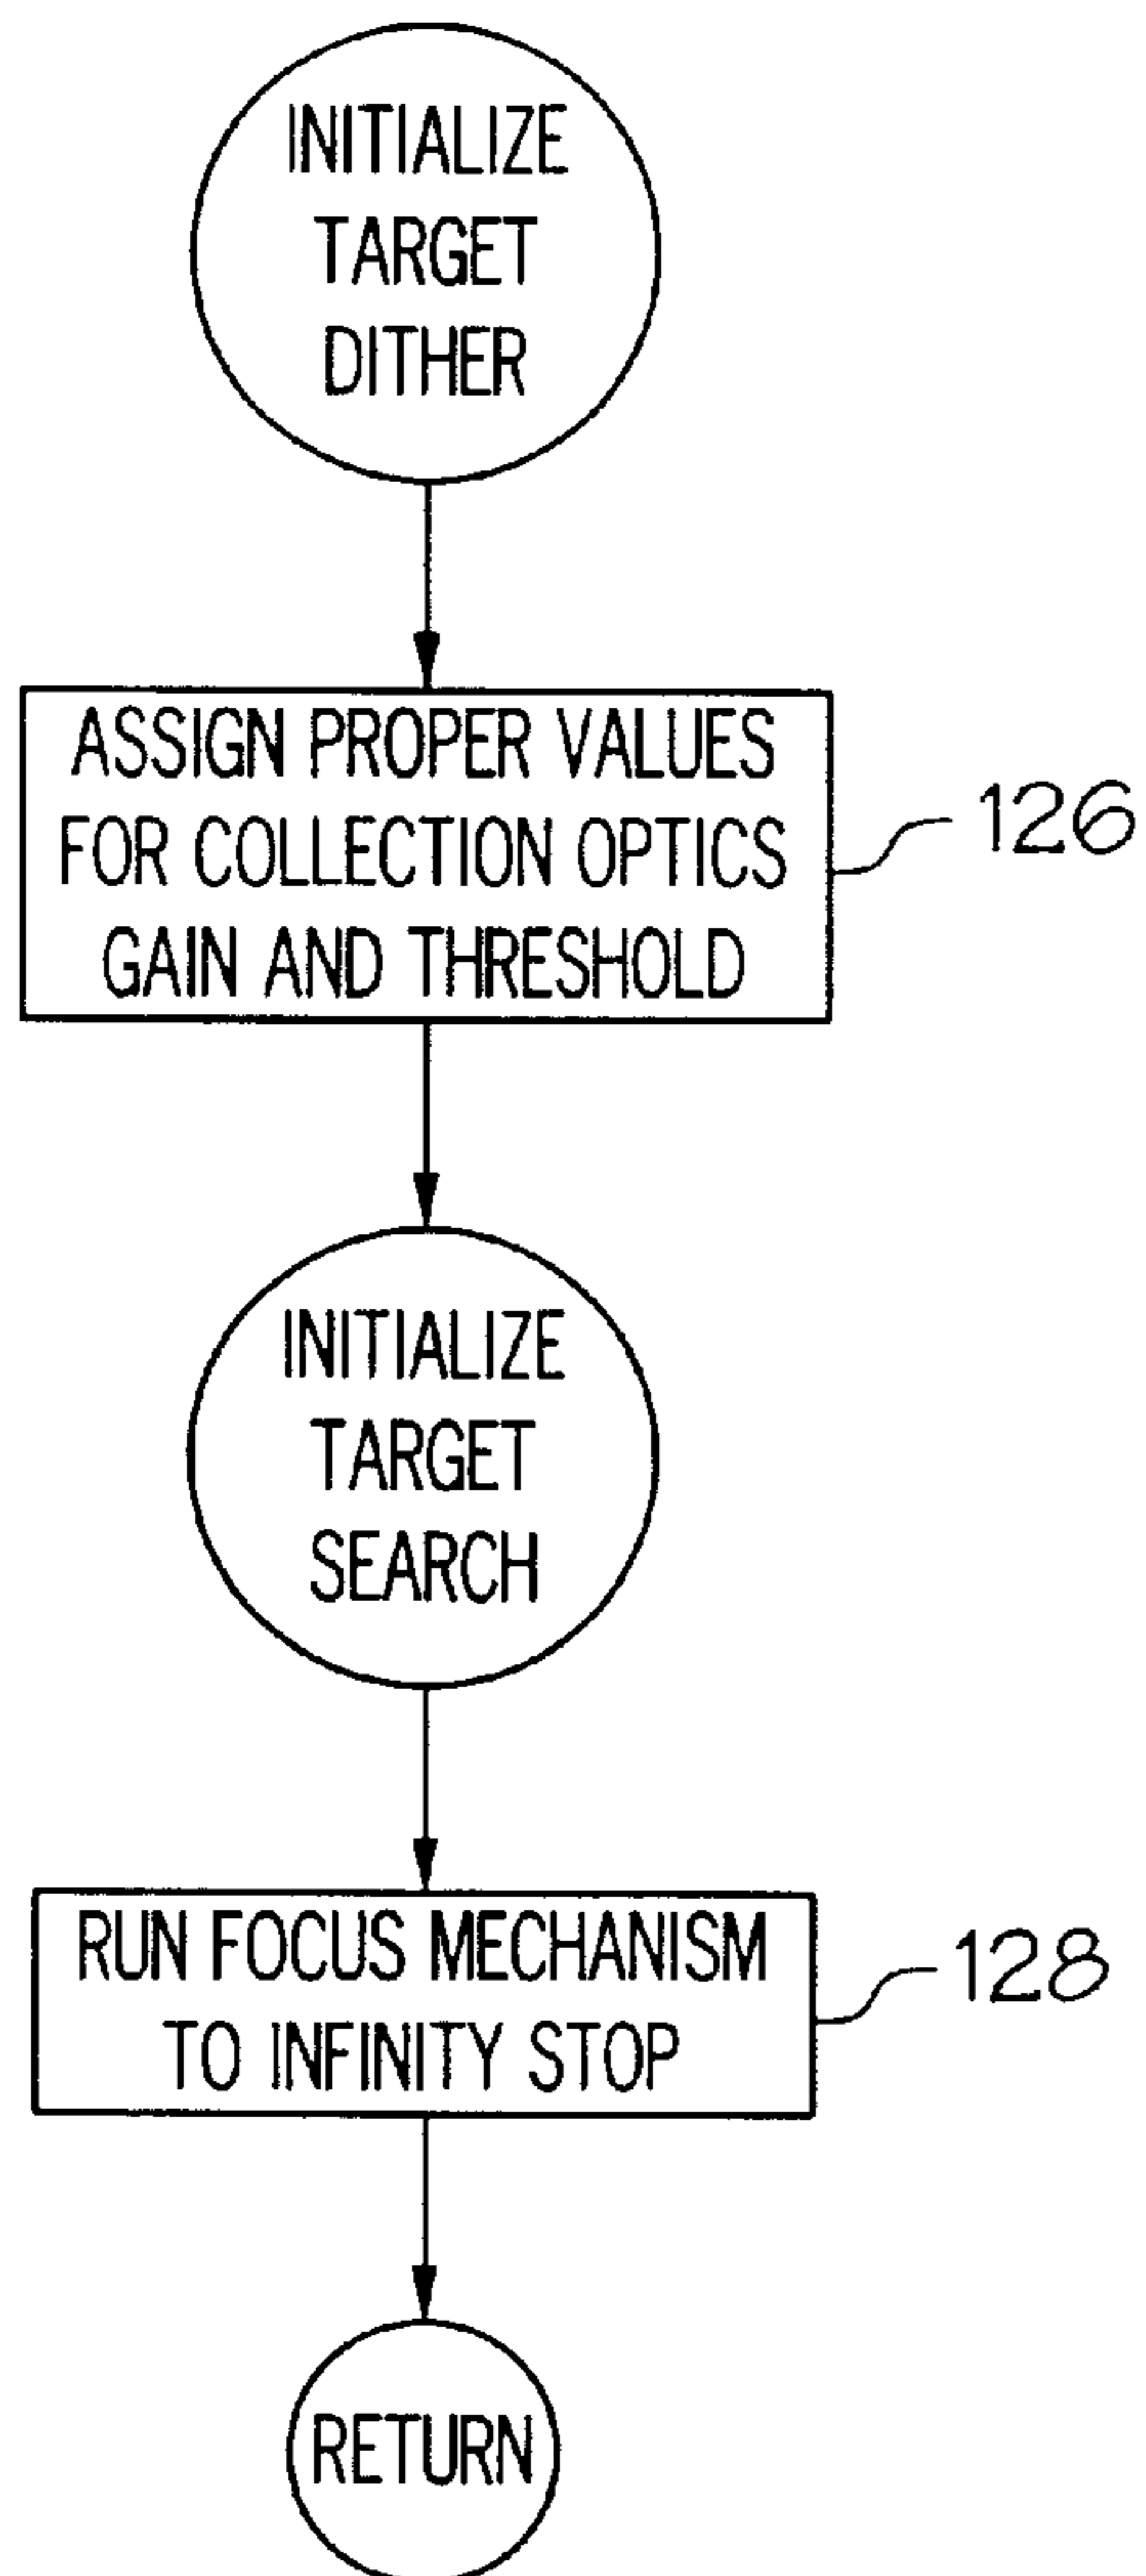 INITIALIZE
TARGET
DITHER
ASSIGN PROPER VALUES
FOR COLLECTION OPTICS
GAIN AND THRESHOLD
126
INITIALIZE
TARGET
SEARCH
RUN FOCUS MECHANISM
TO INFINITY STOP
128
RETURN